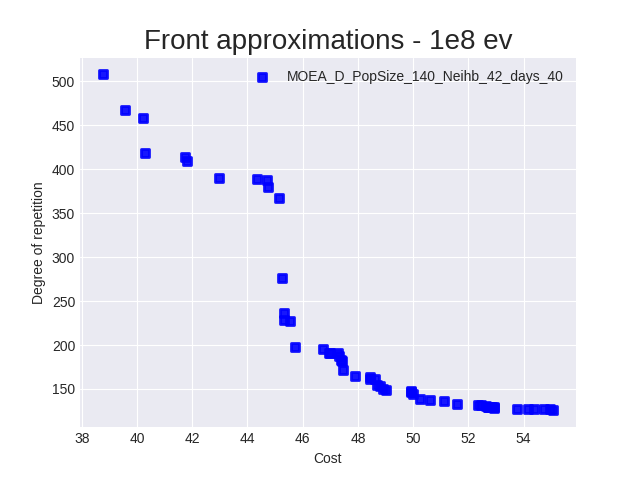 Front approximations - 1e8 ev
MOEA_D_PopSize_140_Neihb_42_days_40
500
450
400
350
300
250
200
150
Degree of repetition
38 40 42 44 46 48 50 52 54
Cost